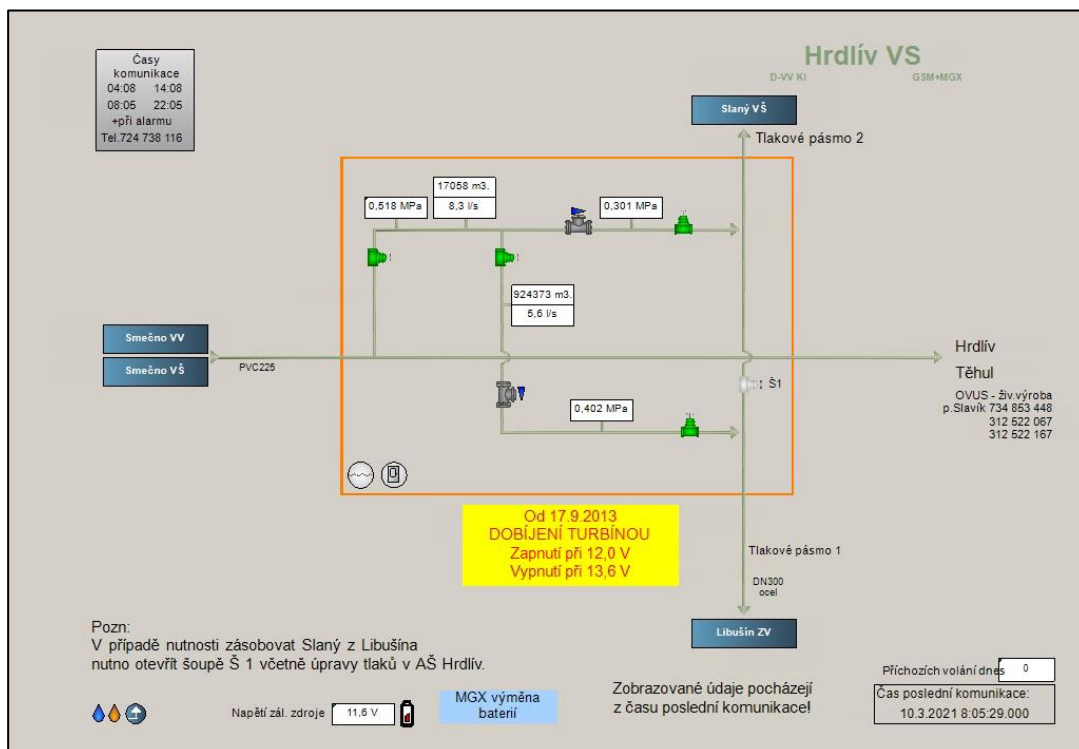 Časy
komunikace
04:08 14:08
08:05 22:05
+při alarmu
Tel.724 738 116
Hrdlív VS
D-VV Kl GSM+MGX
Slaný VŠ
Tlakové pásmo 2
17058 m3.
8,3 l/s
0,518 MPa
0,301 MPa
924373 m3.
5,6 l/s
Smečno VV
Smečno VŠ
PVC225
Hrdlív
Těhul
OVUS - živ.výroba
p.Slavík 734 853 448
312 522 067
312 522 167
Š1
0,402 MPa
Od 17.9.2013
DOBÍJENÍ TURBÍNOU
Zapnutí při 12,0 V
Vypnutí při 13,6 V
Tlakové pásmo 1
DN300
ocel
Libušín ZV
Pozn:
V případě nutnosti zásobovat Slaný z Libušína
nutno otevřít šoupě Š 1 včetně úpravy tlaků v AŠ Hrdlív.
Napětí zál. zdroje 11,6 V
MGX výměna
baterií
Zobrazované údaje pocházejí
z času poslední komunikace!
Příchozích volání dnes 0
Čas poslední komunikace:
10.3.2021 8:05:29.000